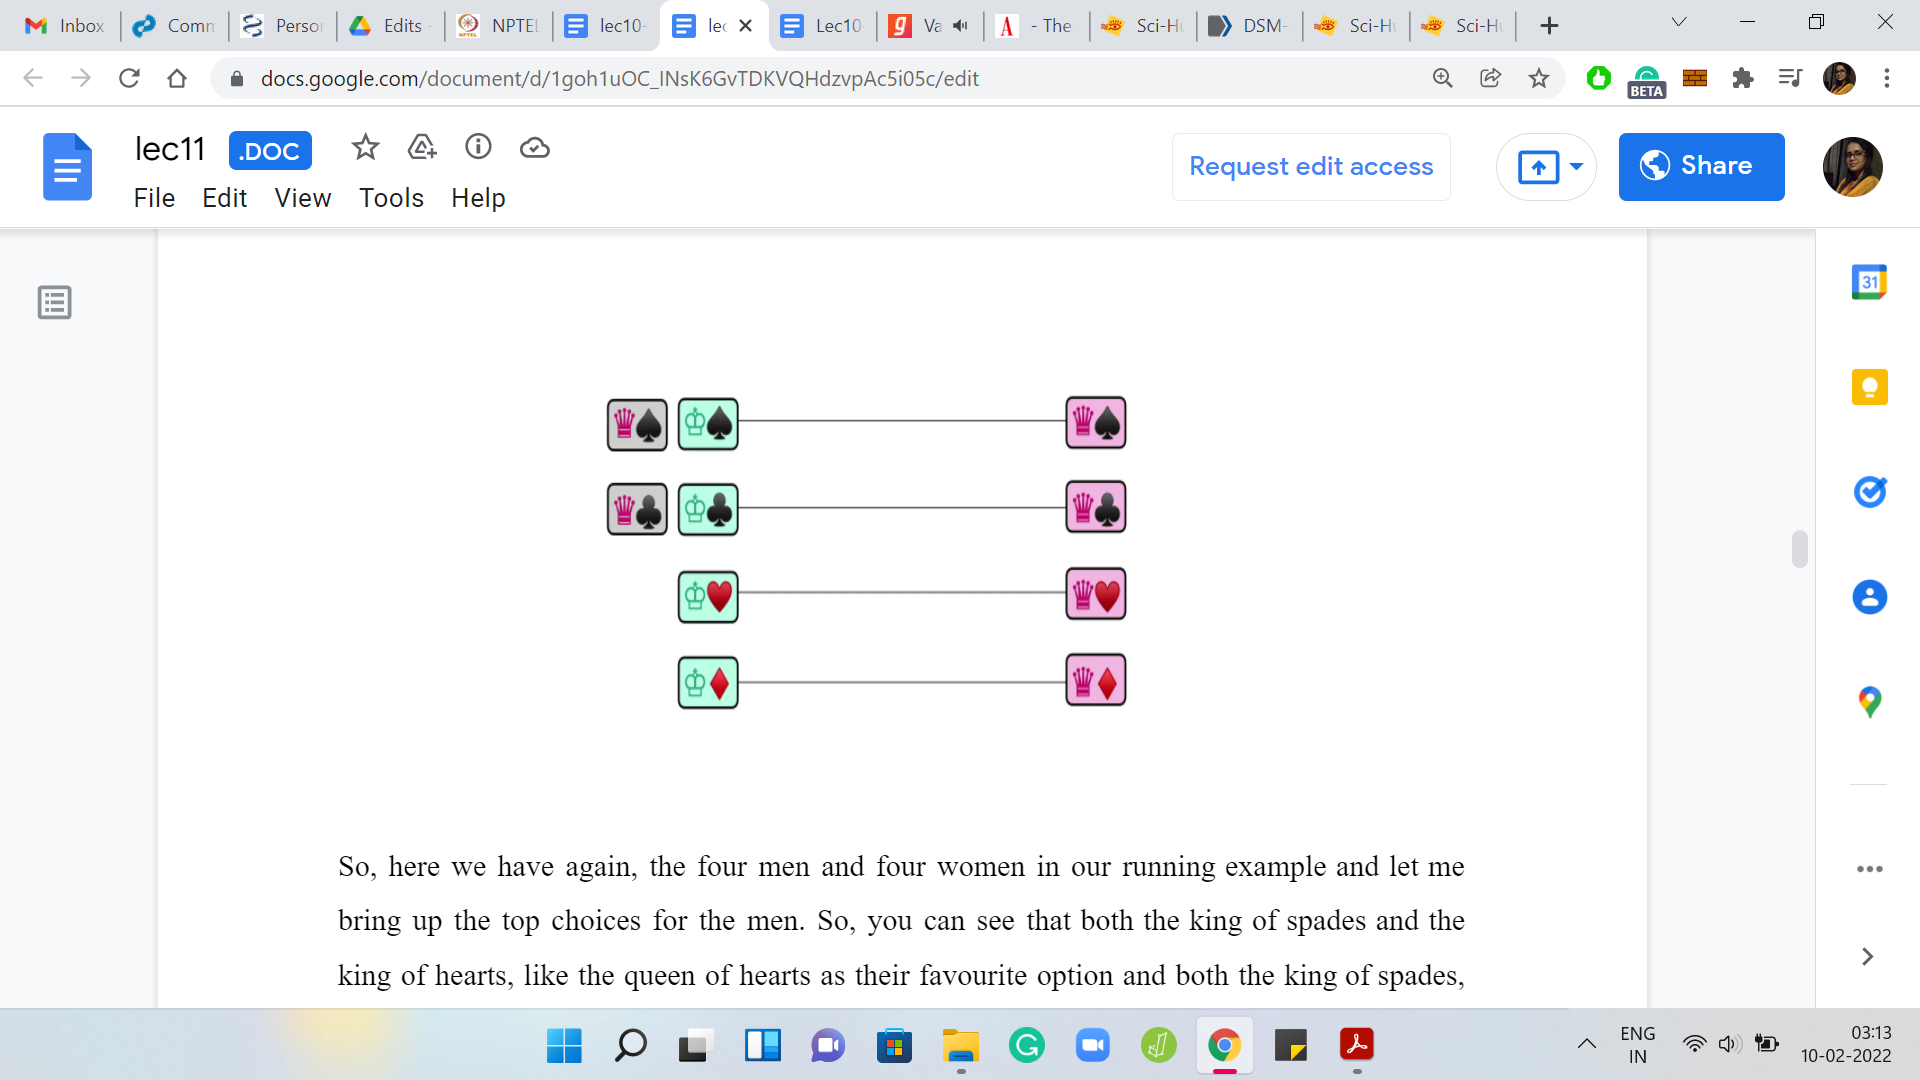 Inbox
Comm
Person
Edits -
NPTEL
lec10-
lec
Lec10
Va
- The
Sci-Hu
DSM-
Sci-Hu
Sci-Hu
docs.google.com/document/d/1goh1uOC_INsK6GvTDKVQHdzvpAc5i05c/edit
BETA
lec11 .DOC
Request edit access
Share
File Edit View Tools Help
31
So, here we have again, the four men and four women in our running example and let me
bring up the top choices for the men. So, you can see that both the king of spades and the
king of hearts, like the queen of hearts as their favourite option and both the king of spades,
ENG
IN
03:13
10-02-2022